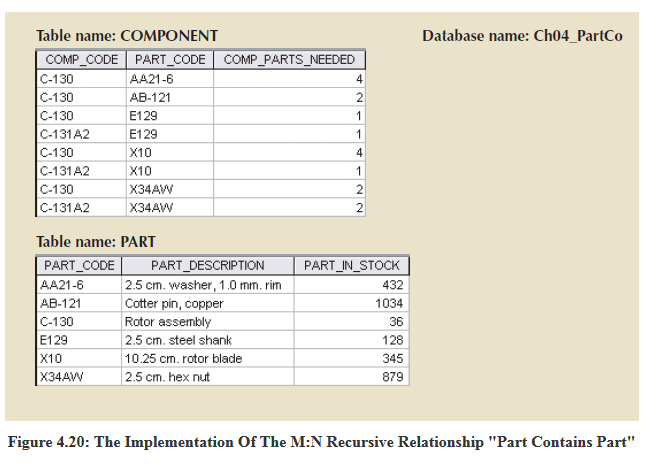 Table name: COMPONENT Database name: Ch04_PartCo
COMP_CODE PART_CODE COMP_PARTS_NEEDED
C-130 AA21-6 4
C-130 AB-121 2
C-130 E129 1
C-131A2 E129 1
C-130 X10 4
C-131A2 X10 1
C-130 X34AW 2
C-131A2 X34AW 2
Table name: PART
PART_CODE PART_DESCRIPTION PART_IN_STOCK
AA21-6 2.5 cm. washer, 1.0 mm. rim 432
AB-121 Cotter pin, copper 1034
C-130 Rotor assembly 36
E129 2.5 cm. steel shank 128
X10 10.25 cm. rotor blade 345
X34AW 2.5 cm. hex nut 879
Figure 4.20: The Implementation Of The M:N Recursive Relationship "Part Contains Part"